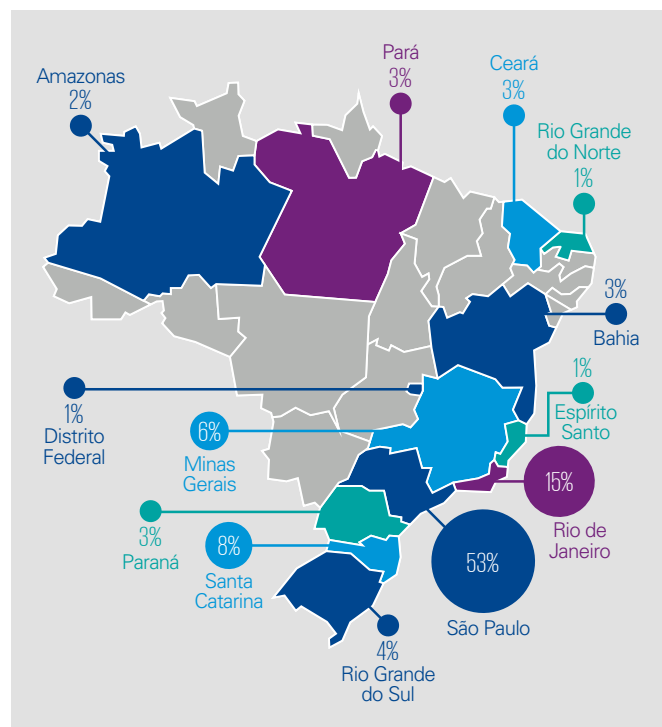 Pará
3%
Ceará
3%
Amazonas
2%
Rio Grande
do Norte
1%
3%
Bahia
1%
Espírito
Santo
1%
Distrito
Federal
6%
Minas
Gerais
15%
Rio de
Janeiro
3%
Paraná
8%
Santa
Catarina
53%
São Paulo
4%
Rio Grande
do Sul